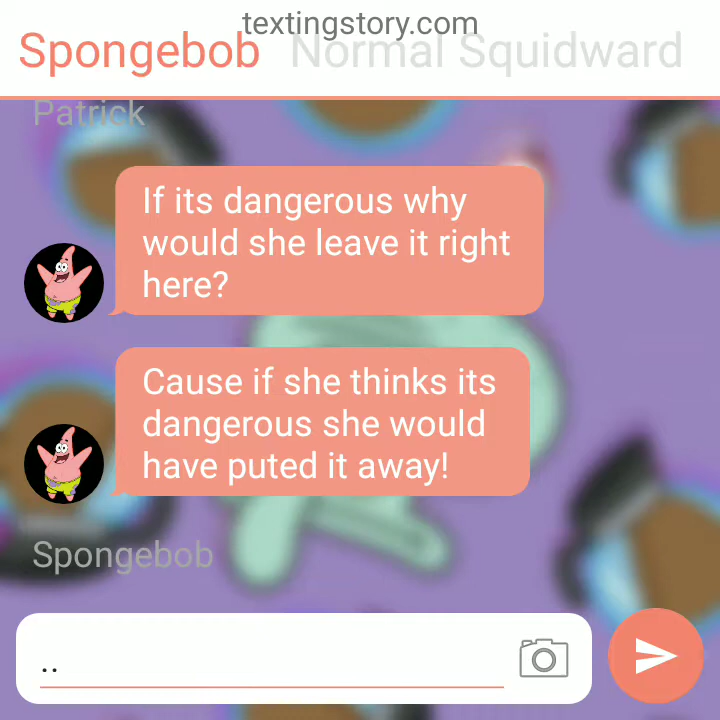 textingstory.com
Spongebob Normal Squidward
Patrick
If its dangerous why
would she leave it right
here?
Cause if she thinks its
dangerous she would
have puted it away!
Spongebob
..